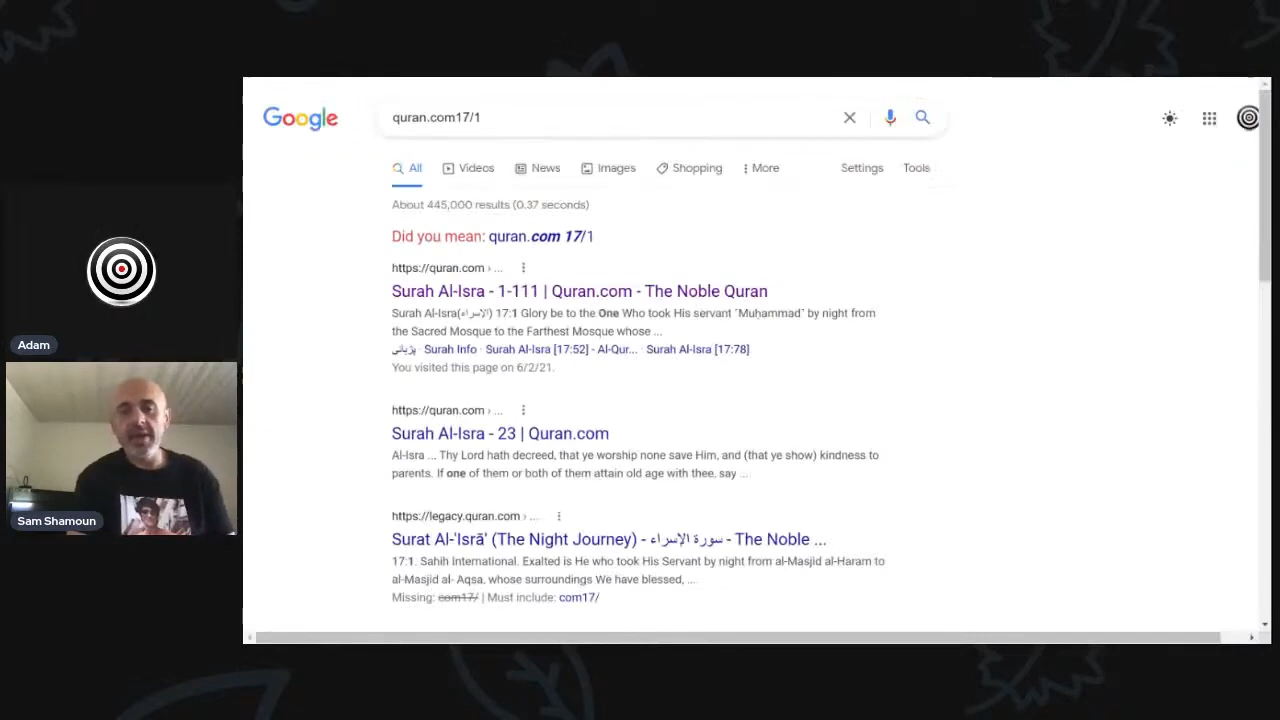 Google
quran.com17/1
All
Videos
News
Images
Shopping
More
Settings
Tools
About 445,000 results (0.37 seconds)
Did you mean: quran.com 17/1
https://quran.com › ...
Surah Al-Isra - 1-111 | Quran.com - The Noble Quran
Surah Al-Isra(الإسراء) 17:1 Glory be to the One Who took His servant ˹Muḥammad˺ by night from
the Sacred Mosque to the Farthest Mosque whose ...
Surah Info · Surah Al-Isra [17:52] - Al-Qur... · Surah Al-Isra [17:78]
You visited this page on 6/2/21.
https://quran.com › ...
Surah Al-Isra - 23 | Quran.com
Al-Isra ... Thy Lord hath decreed, that ye worship none save Him, and (that ye show) kindness to
parents. If one of them or both of them attain old age with thee, say ...
https://legacy.quran.com › ...
Surat Al-'Isrā' (The Night Journey) - سورة الإسراء - The Noble ...
17:1. Sahih International. Exalted is He who took His Servant by night from al-Masjid al-Haram to
al-Masjid al- Aqsa, whose surroundings We have blessed, ...
Missing: com17/ | Must include: com17/
Adam
Sam Shamoun